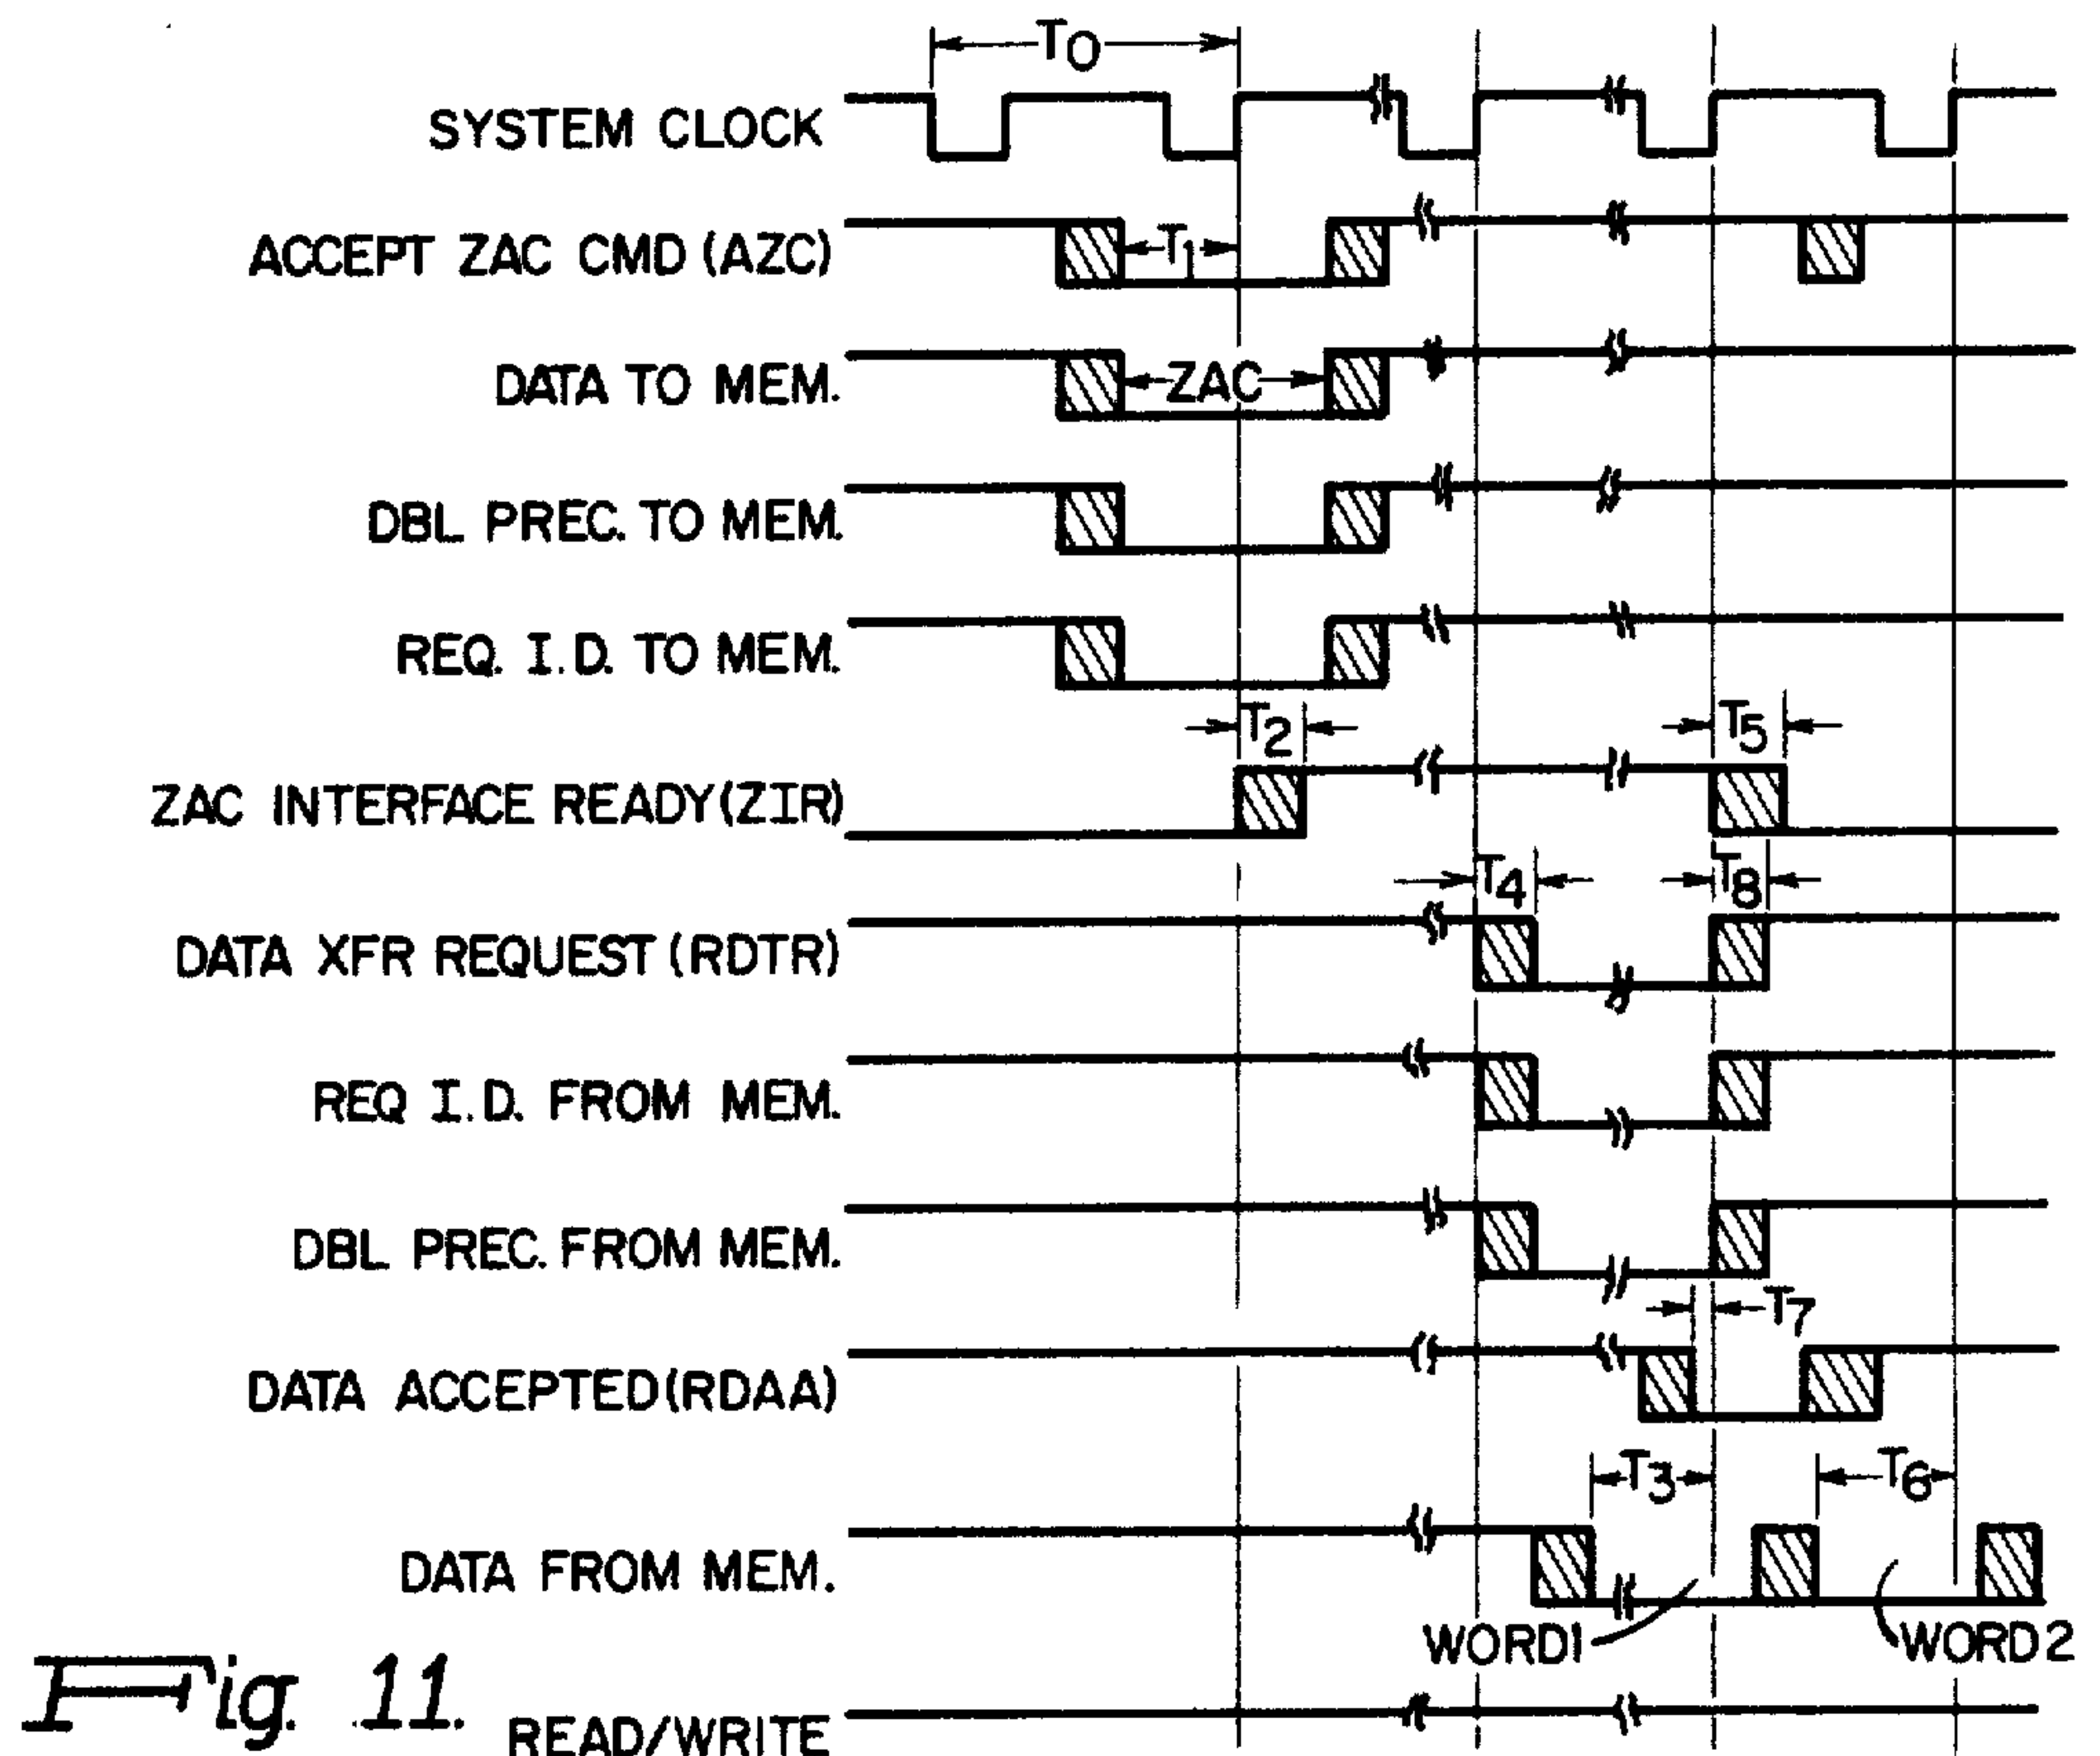 T0
SYSTEM CLOCK
ACCEPT ZAC CMD (AZC)
T1
DATA TO MEM.
ZAC
DBL PREC. TO MEM.
REQ. I.D. TO MEM.
T2
T5
ZAC INTERFACE READY(ZIR)
T4
T8
DATA XFR REQUEST(RDTR)
REQ I.D. FROM MEM.
DBL PREC. FROM MEM.
T7
DATA ACCEPTED(RDAA)
T3
T6
DATA FROM MEM.
WORD1
WORD2
Fig. 11.
READ/WRITE